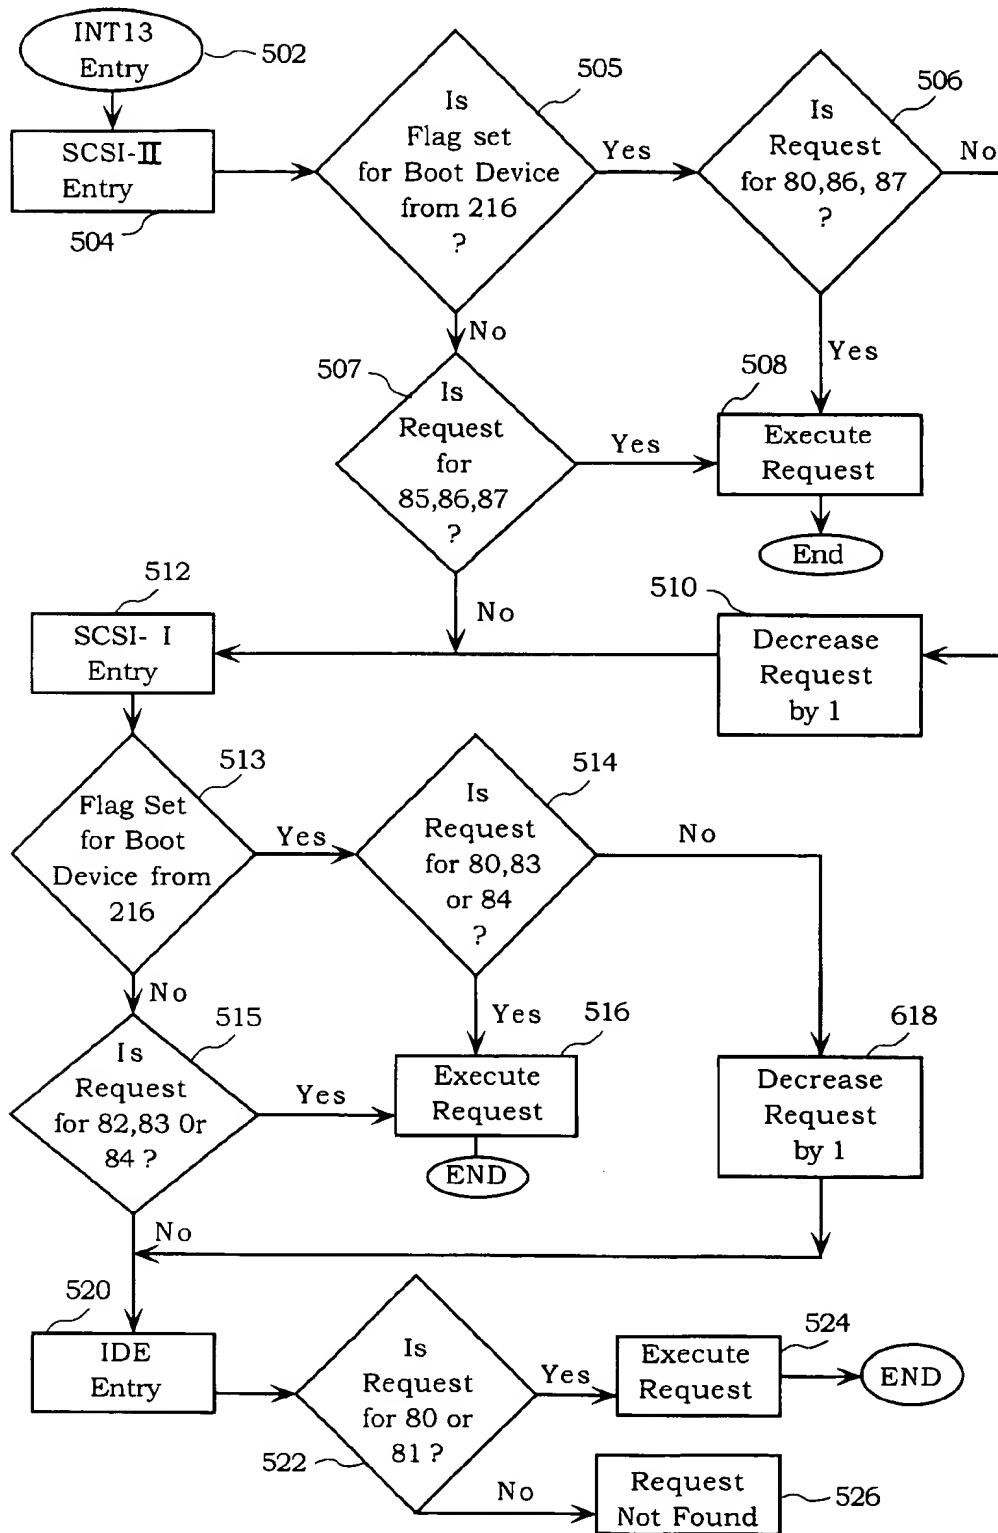 INT13
Entry
502
SCSI-II
Entry
504
Is
Flag set
for Boot Device
from 216
?
505
Yes
No
Is
Request
for 80,86, 87
?
506
No
Yes
507
Is
Request
for
85,86,87
?
Yes
No
508
Execute
Request
End
510
Decrease
Request
by 1
512
SCSI- I
Entry
513
Flag Set
for Boot
Device from
216
Yes
No
514
Is
Request
for 80,83
or 84
?
No
Yes
515
Is
Request
for 82,83 Or
84 ?
Yes
No
516
Execute
Request
END
618
Decrease
Request
by 1
520
IDE
Entry
Is
Request
for 80 or
81 ?
522
Yes
No
Execute
Request
524
END
Request
Not Found
526